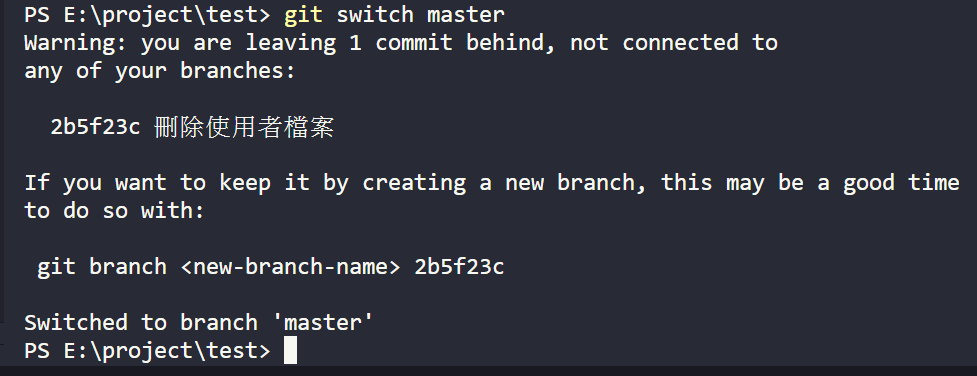 PS E:\project\test> git switch master
Warning: you are leaving 1 commit behind, not connected to
any of your branches:
2b5f23c 刪除使用者檔案
If you want to keep it by creating a new branch, this may be a good time
to do so with:
git branch <new-branch-name> 2b5f23c
Switched to branch 'master'
PS E:\project\test>